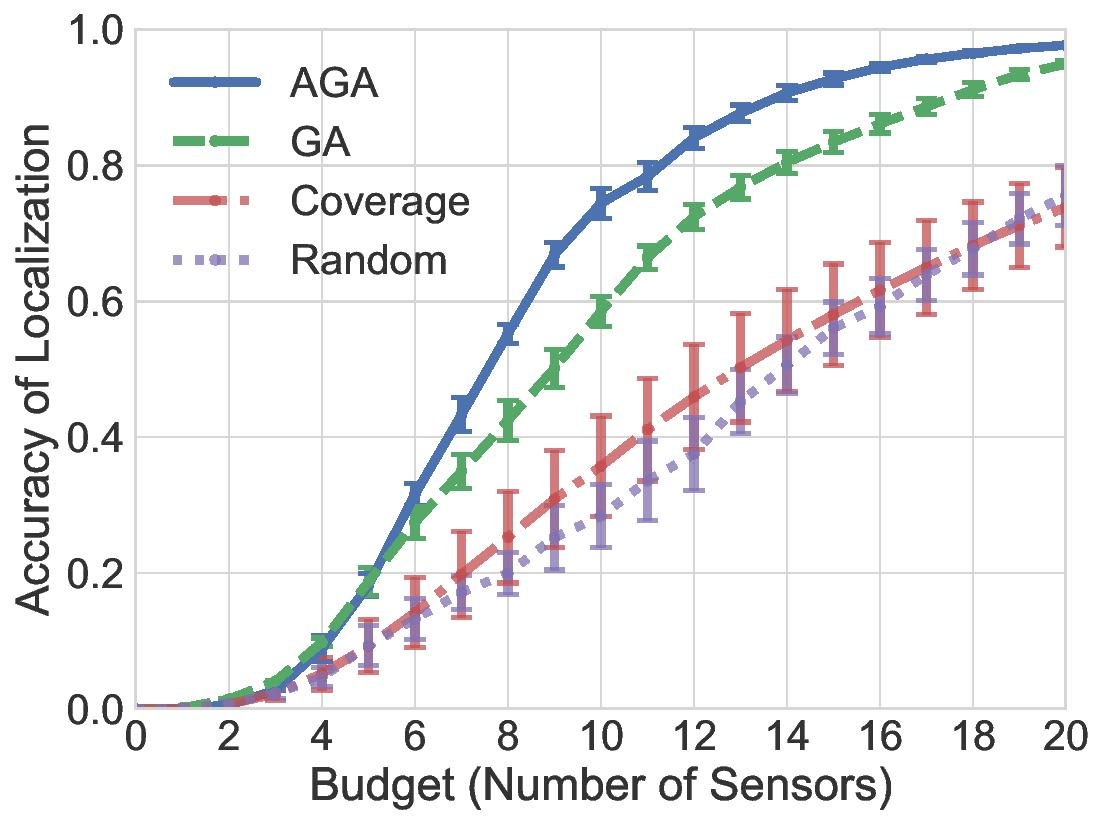 1.0
0.8
0.6
0.4
0.2
0.0
Accuracy of Localization
AGA
GA
Coverage
Random
0 2 4 6 8 10 12 14 16 18 20
Budget (Number of Sensors)